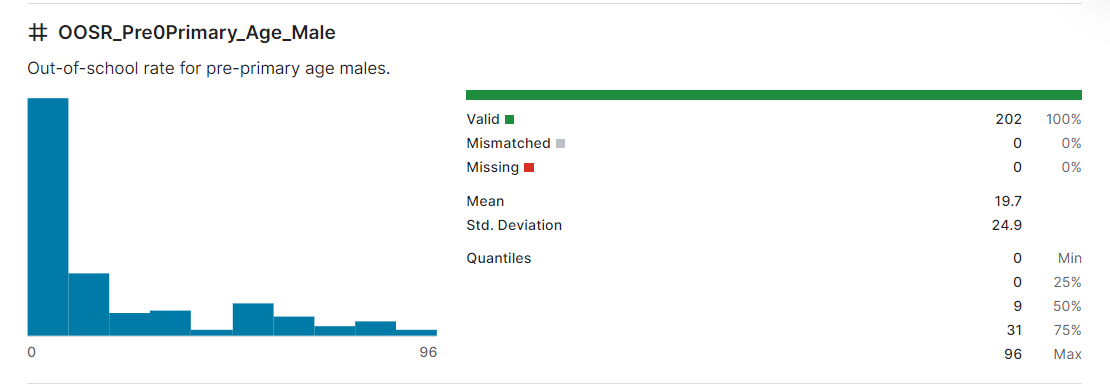 # OOSR_Pre0Primary_Age_Male
Out-of-school rate for pre-primary age males.
0 96
Valid 202 100%
Mismatched 0 0%
Missing 0 0%
Mean 19.7
Std. Deviation 24.9
Quantiles 0 Min
0 25%
9 50%
31 75%
96 Max